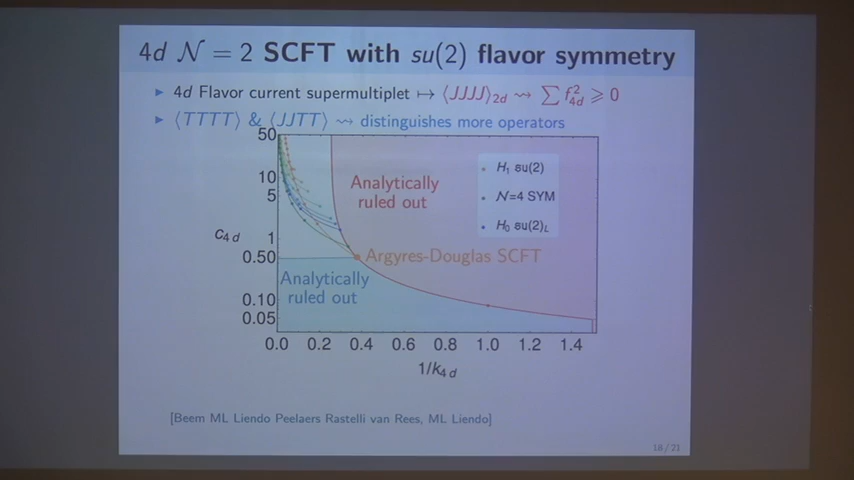 4d 𝒩 = 2 SCFT with su(2) flavor symmetry
▶ 4d Flavor current supermultiplet ↦ ⟨JJJJ⟩2d ⇝ ∑ f²4d ⩾ 0
▶ ⟨TTTT⟩ & ⟨JJTT⟩ ⇝ distinguishes more operators
50
10
5
1
0.50
0.10
0.05
c4d
Analytically
ruled out
H1 su(2)
N=4 SYM
H0 su(2)L
Argyres-Douglas SCFT
Analytically
ruled out
0.0 0.2 0.4 0.6 0.8 1.0 1.2 1.4
1/k4d
[Beem ML Liendo Peelaers Rastelli van Rees, ML Liendo]
18/21